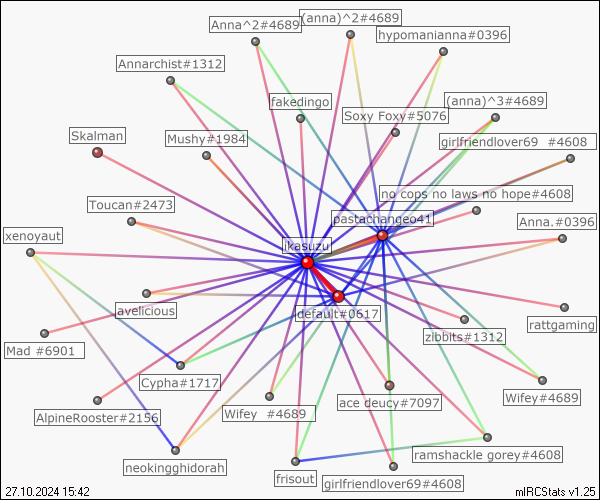 Anna^2#4689
(anna)^2#4689
hypomanianna#0396
Annarchist#1312
fakedingo
(anna)^3#4689
Soxy Foxy#5076
Skalman
Mushy#1984
girlfriendlover69 #4608
no cops no laws no hope#4608
Toucan#2473
pastachangeo41
Anna.#0396
xenoyaut
ikasuzu
avelicious
default#0617
rattgaming
zibbits#1312
Mad #6901
Cypha#1717
Wifey#4689
AlpineRooster#2156
Wifey #4689
ace deucy#7097
ramshackle gorey#4608
neokingghidorah
frisout
girlfriendlover69#4608
27.10.2024 15:42
mIRCStats v1.25